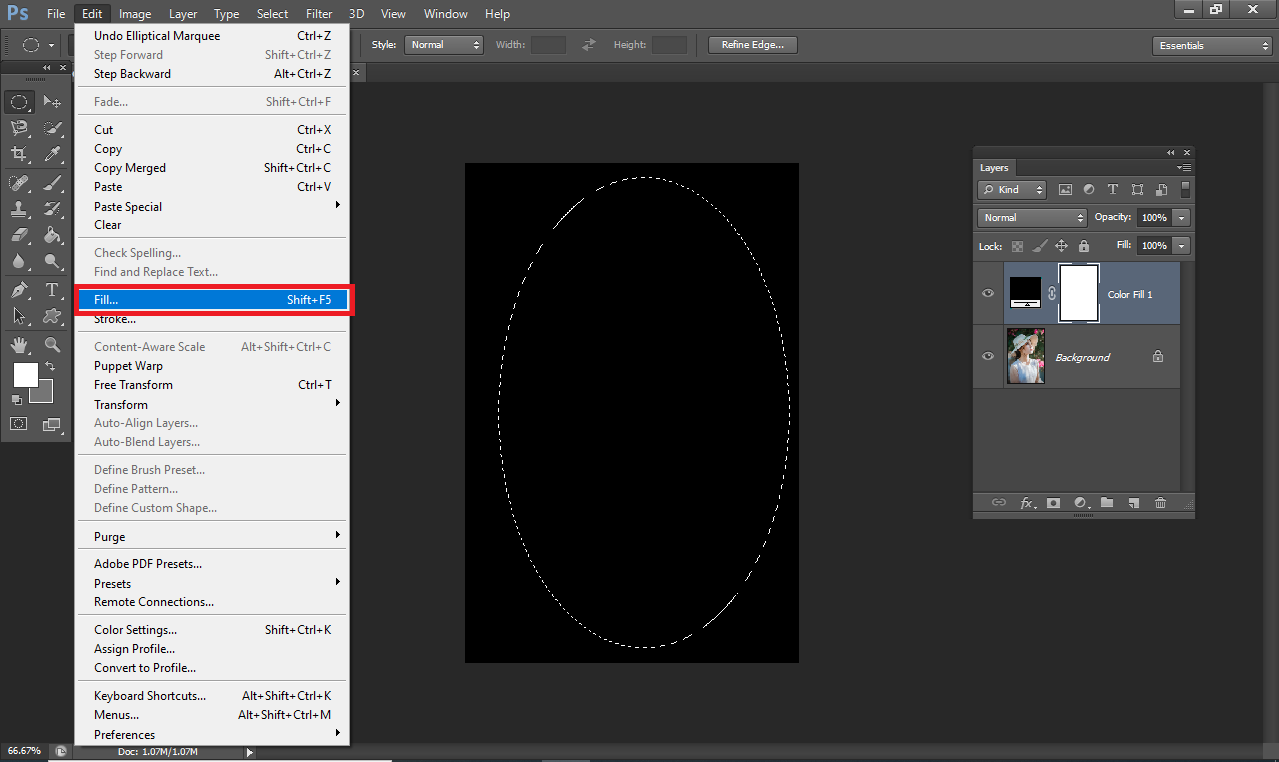 Ps File Edit Image Layer Type Select Filter 3D View Window Help
Style: Normal Width: Height: Refine Edge... Essentials
Undo Elliptical Marquee Ctrl+Z
Step Forward Shift+Ctrl+Z
Step Backward Alt+Ctrl+Z
Fade... Shift+Ctrl+F
Cut Ctrl+X
Copy Ctrl+C
Copy Merged Shift+Ctrl+C
Paste Ctrl+V
Paste Special
Clear
Check Spelling...
Find and Replace Text...
Fill... Shift+F5
Stroke...
Content-Aware Scale Alt+Shift+Ctrl+C
Puppet Warp
Free Transform Ctrl+T
Transform
Auto-Align Layers...
Auto-Blend Layers...
Define Brush Preset...
Define Pattern...
Define Custom Shape...
Purge
Adobe PDF Presets...
Presets
Remote Connections...
Color Settings... Shift+Ctrl+K
Assign Profile...
Convert to Profile...
Keyboard Shortcuts... Alt+Shift+Ctrl+K
Menus... Alt+Shift+Ctrl+M
Preferences
Layers
Kind
Normal Opacity: 100%
Lock: Fill: 100%
Color Fill 1
Background
fx
66.67% Doc: 1.07M/1.07M